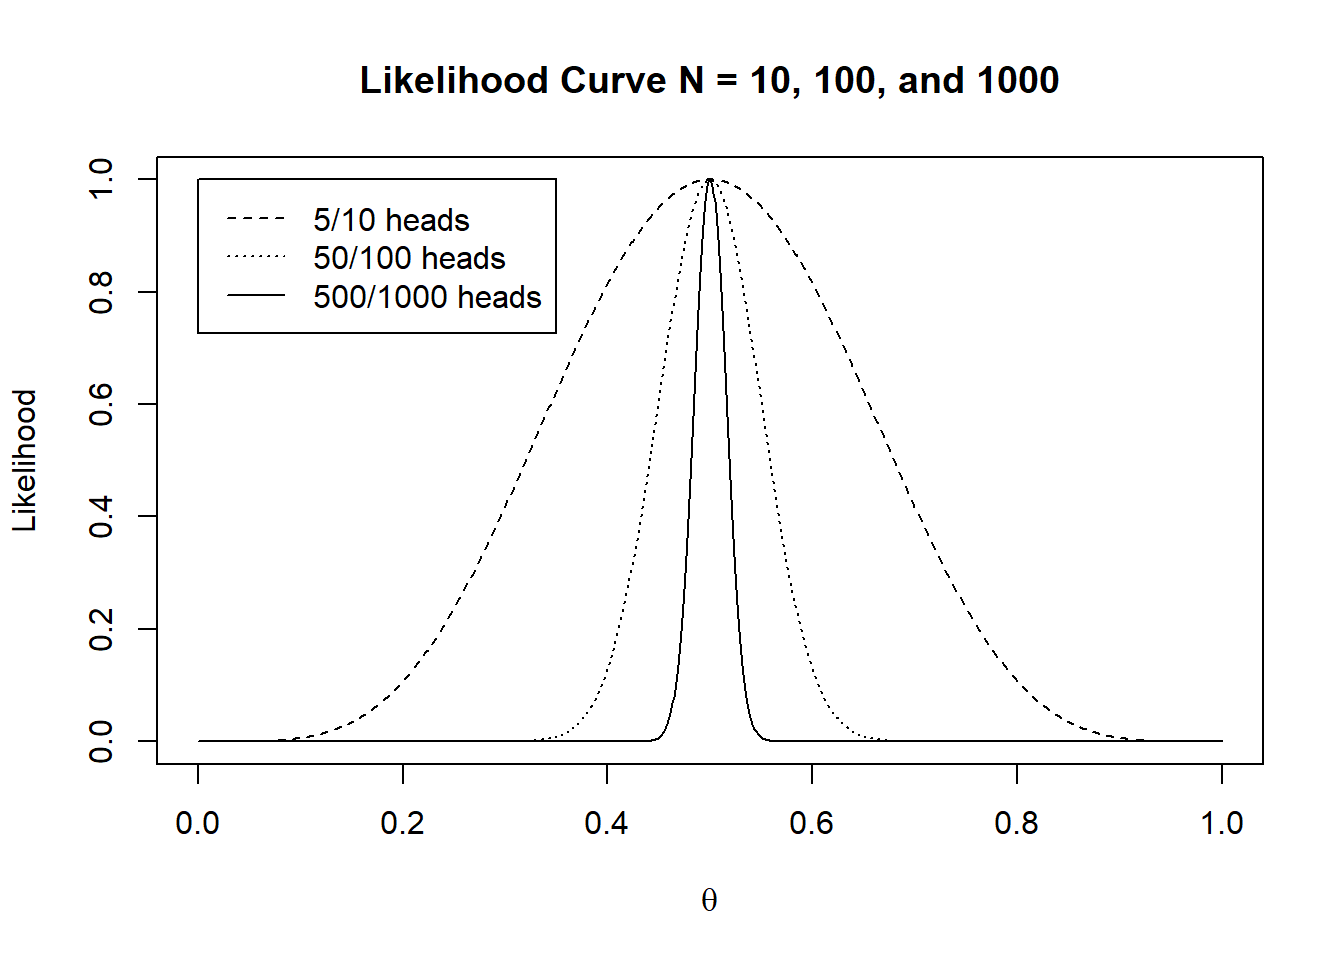 Likelihood Curve N = 10, 100, and 1000
5/10 heads
50/100 heads
500/1000 heads
Likelihood
1.0
0.8
0.6
0.4
0.2
0.0
0.0 0.2 0.4 0.6 0.8 1.0
θ